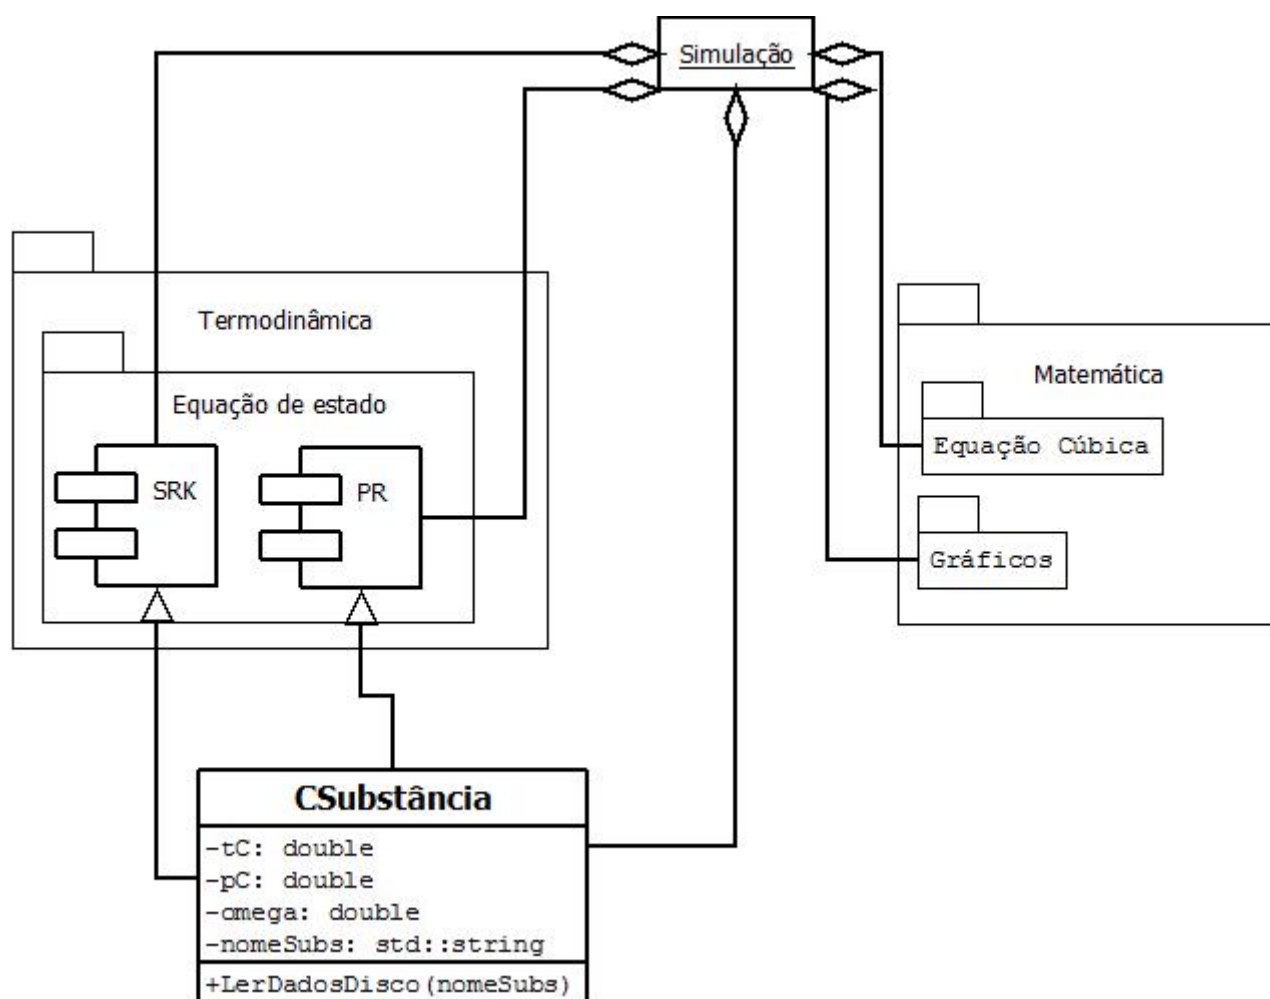 Simulação
Termodinâmica
Equação de estado
SRK
PR
Matemática
Equação Cúbica
Gráficos
CSubstância
-tC: double
-pC: double
-omega: double
-nomeSubs: std::string
+LerDadosDisco(nomeSubs)